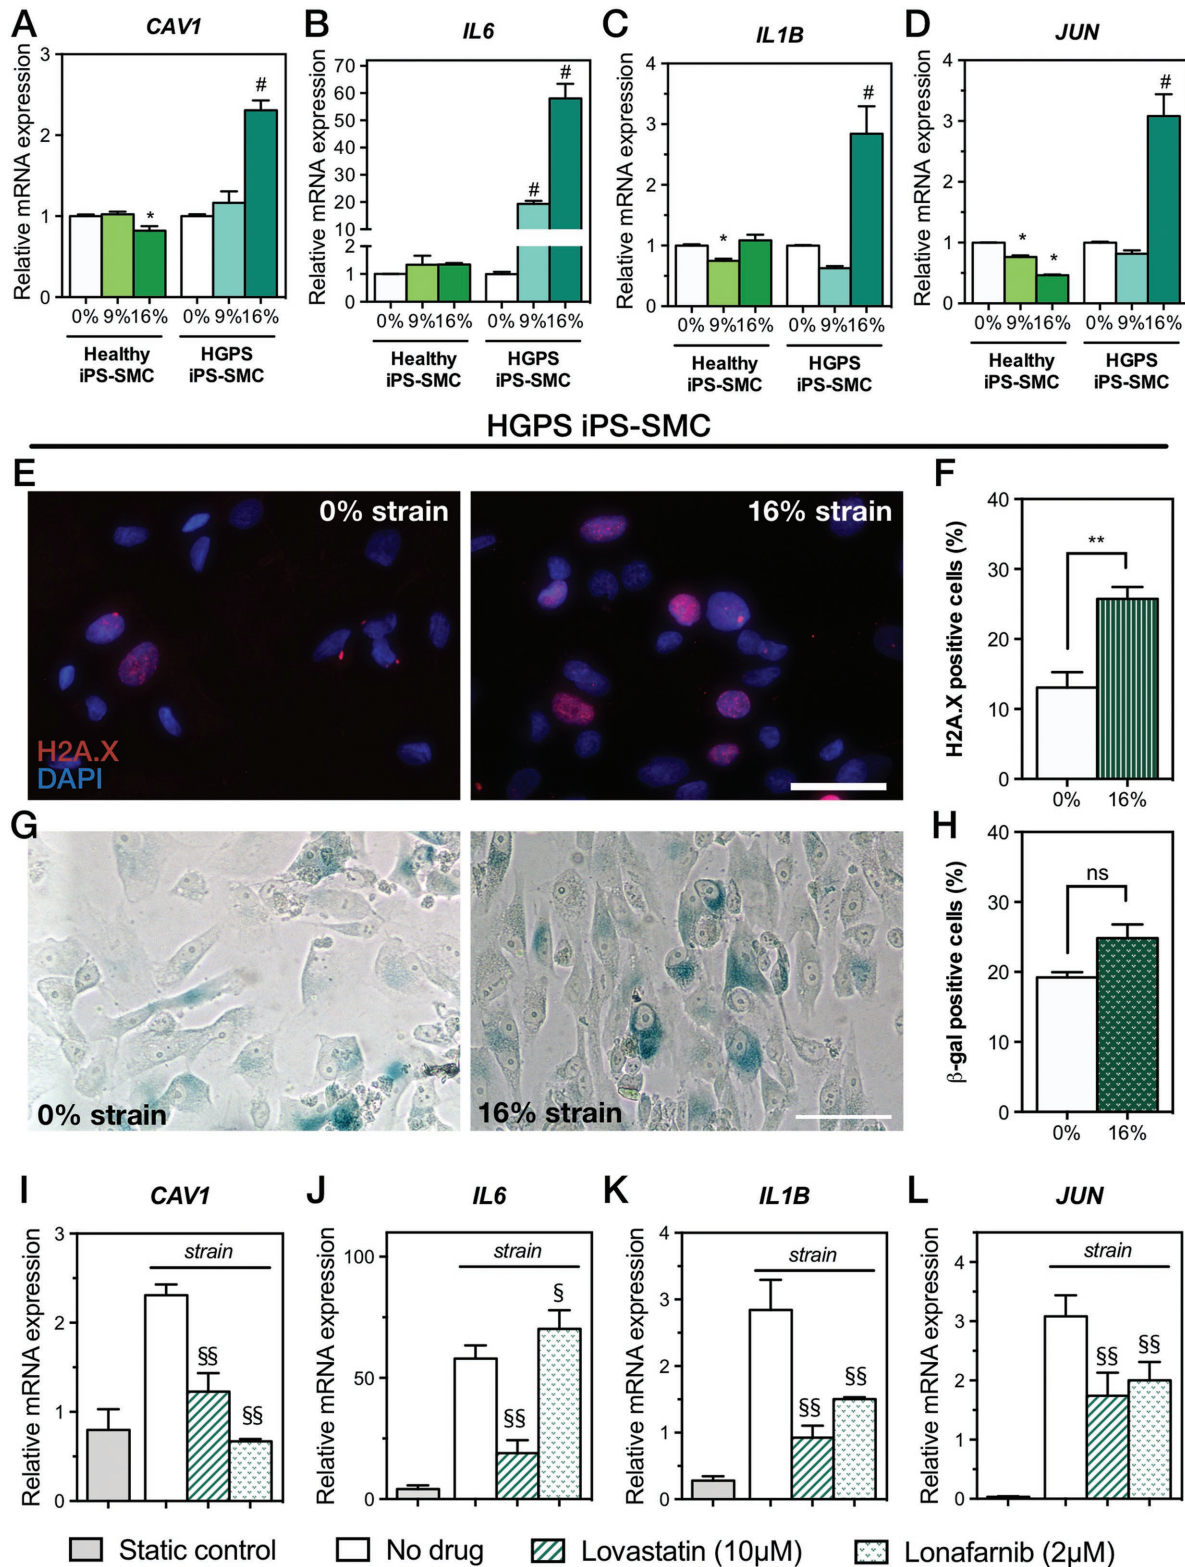 A
CAV1
Relative mRNA expression
3
2
1
0
*
#
0% 9% 16% 0% 9% 16%
Healthy iPS-SMC
HGPS iPS-SMC
B
IL6
Relative mRNA expression
70
60
50
40
30
20
10
2
1
0
#
#
0% 9% 16% 0% 9% 16%
Healthy iPS-SMC
HGPS iPS-SMC
C
IL1B
Relative mRNA expression
4
3
2
1
0
*
#
0% 9% 16% 0% 9% 16%
Healthy iPS-SMC
HGPS iPS-SMC
D
JUN
Relative mRNA expression
4
3
2
1
0
*
*
#
0% 9% 16% 0% 9% 16%
Healthy iPS-SMC
HGPS iPS-SMC
HGPS iPS-SMC
E
0% strain
H2A.X
DAPI
16% strain
F
H2A.X positive cells (%)
40
30
20
10
0
**
0% 16%
G
0% strain
16% strain
H
β-gal positive cells (%)
40
30
20
10
0
ns
0% 16%
I
CAV1
Relative mRNA expression
3
2
1
0
strain
§§
§§
J
IL6
Relative mRNA expression
100
50
0
strain
§§
§
K
IL1B
Relative mRNA expression
4
3
2
1
0
strain
§§
§§
L
JUN
Relative mRNA expression
4
3
2
1
0
strain
§§
§§
Static control
No drug
Lovastatin (10μM)
Lonafarnib (2μM)